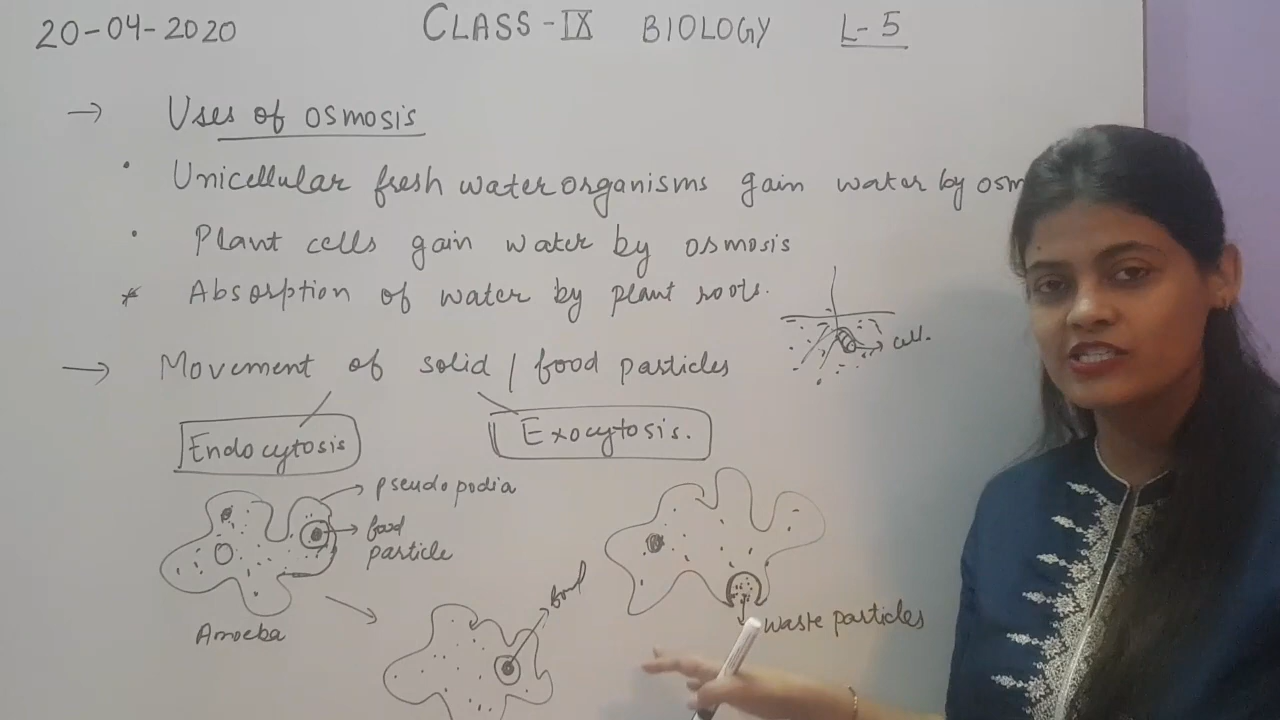 20-04-2020 CLASS-IX BIOLOGY L-5
→ Uses of osmosis
• Unicellular fresh water organisms gain water by osm
• Plant cells gain water by osmosis
* Absorption of water by plant roots.
cell.
→ Movement of solid / food particles
Endocytosis Exocytosis.
pseudopodia
food
particle
Amoeba
food
waste particles